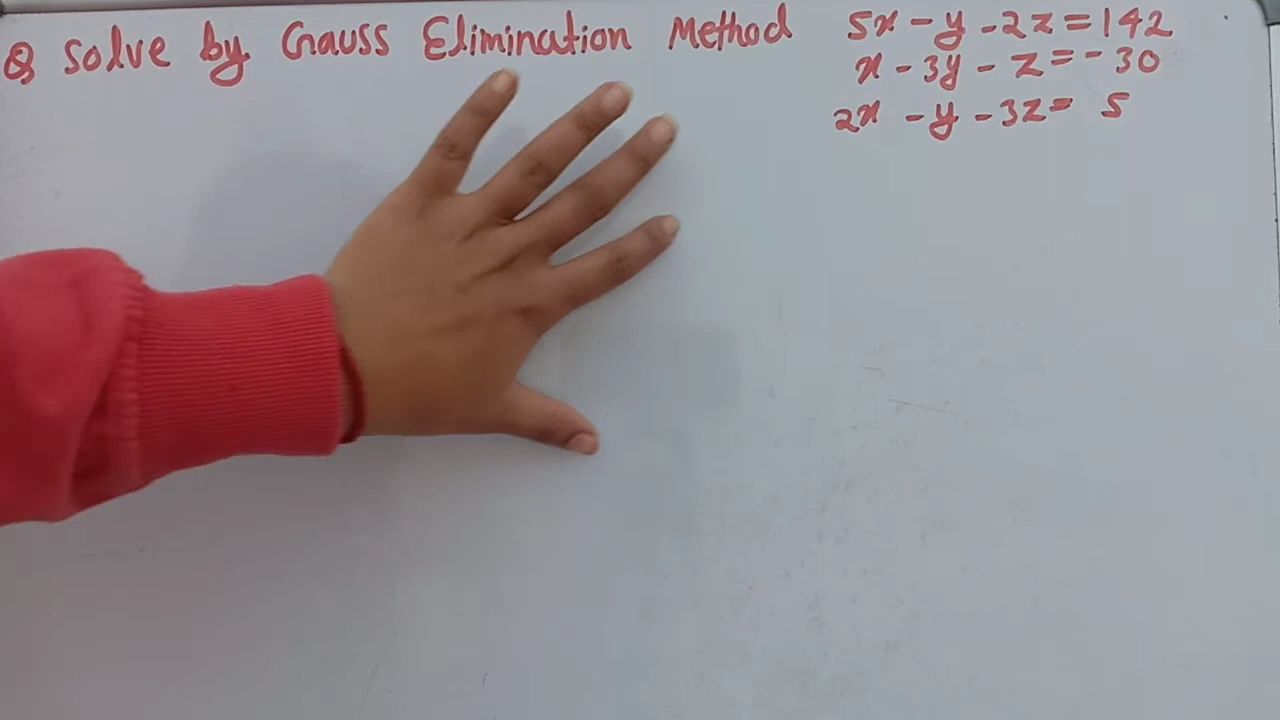 Q Solve by Gauss Elimination Method 5x - y - 2z = 142
x - 3y - z = - 30
2x - y - 3z = 5